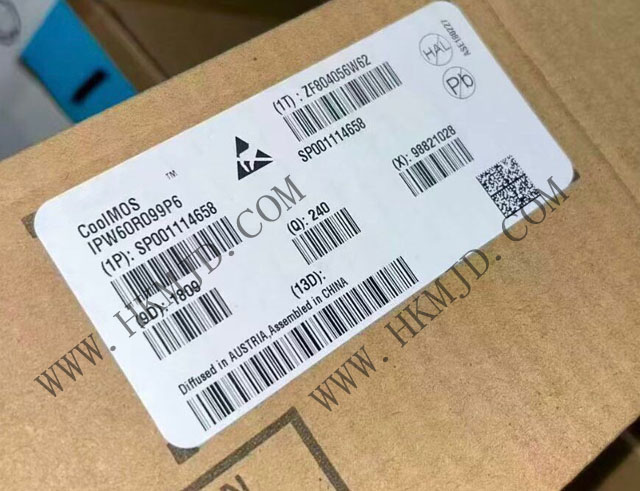 CoolMOS ™
IPW60R099P6
(1P): SP001114658
(9D): 1809
(1T): ZF804056W62
SP001114658
(Q): 240
(X): 98821028
(13D):
Diffused in AUSTRIA,Assembled in CHINA
HAL
Pb
WWW.HKMJD.COM
WWW.HKMJD.COM